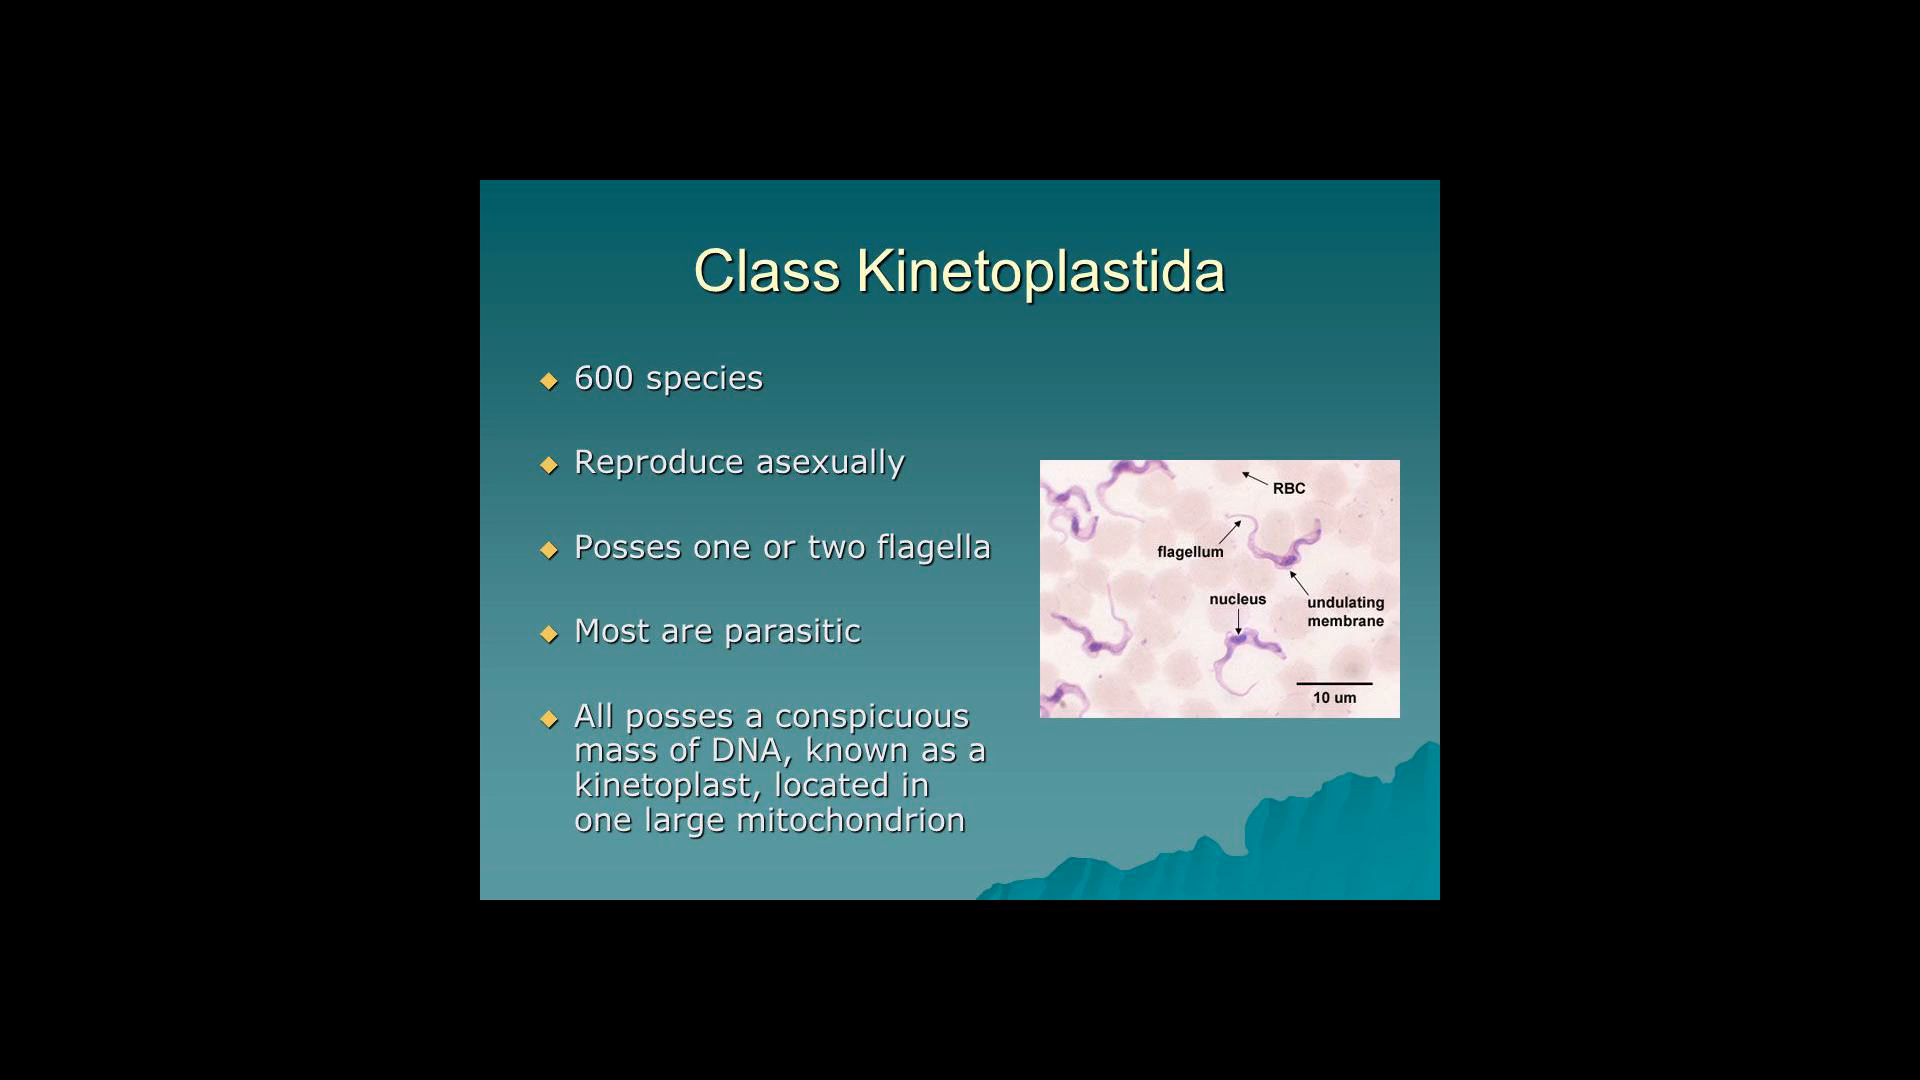 Class Kinetoplastida
600 species
Reproduce asexually
Posses one or two flagella
Most are parasitic
All posses a conspicuous
mass of DNA, known as a
kinetoplast, located in
one large mitochondrion
RBC
flagellum
nucleus
undulating
membrane
10 um